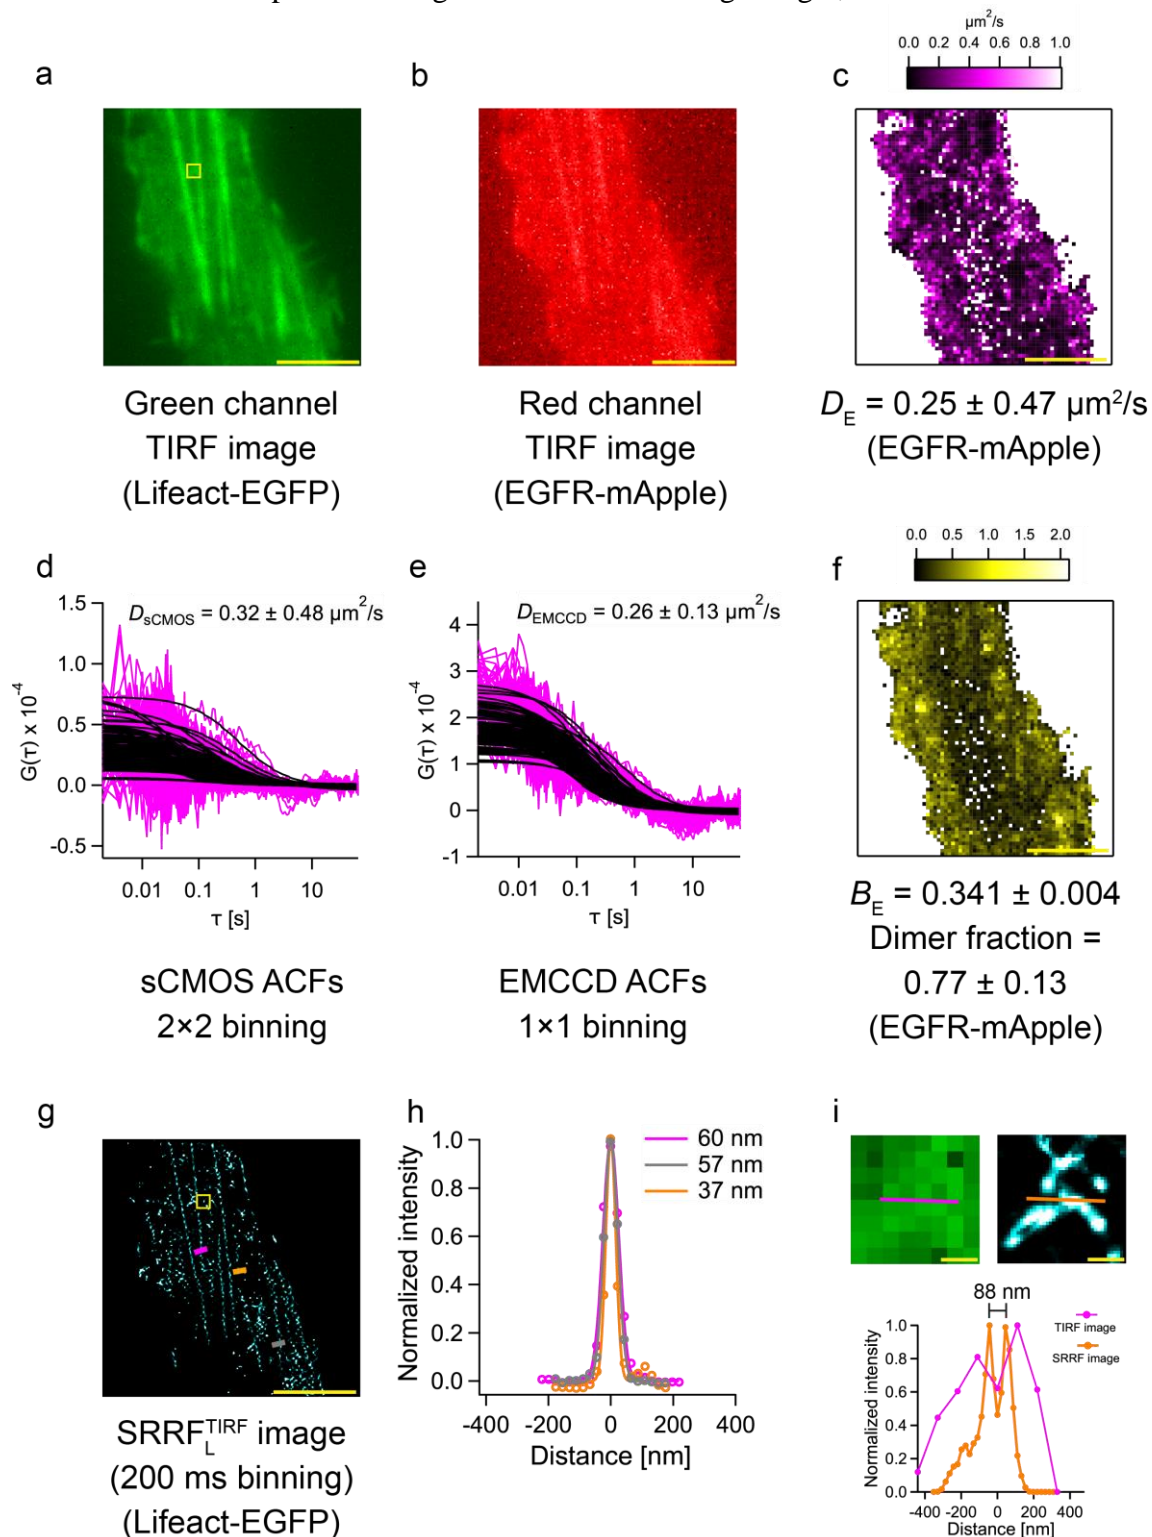 a
b
c
μm²/s
0.0 0.2 0.4 0.6 0.8 1.0
Green channel
TIRF image
(Lifeact-EGFP)
Red channel
TIRF image
(EGFR-mApple)
D_E = 0.25 ± 0.47 μm²/s
(EGFR-mApple)
d
D_sCMOS = 0.32 ± 0.48 μm²/s
G(τ) x 10⁻⁴
1.5
1.0
0.5
0.0
-0.5
0.01 0.1 1 10
τ [s]
sCMOS ACFs
2×2 binning
e
D_EMCCD = 0.26 ± 0.13 μm²/s
G(τ) x 10⁻⁴
4
3
2
1
0
-1
0.01 0.1 1 10
τ [s]
EMCCD ACFs
1×1 binning
f
0.0 0.5 1.0 1.5 2.0
B_E = 0.341 ± 0.004
Dimer fraction =
0.77 ± 0.13
(EGFR-mApple)
g
SRRF_L^TIRF image
(200 ms binning)
(Lifeact-EGFP)
h
60 nm
57 nm
37 nm
Normalized intensity
1.0
0.8
0.6
0.4
0.2
0.0
-400 -200 0 200 400
Distance [nm]
i
88 nm
TIRF image
SRRF image
Normalized intensity
1.0
0.8
0.6
0.4
0.2
0.0
-400 -200 0 200 400
Distance [nm]